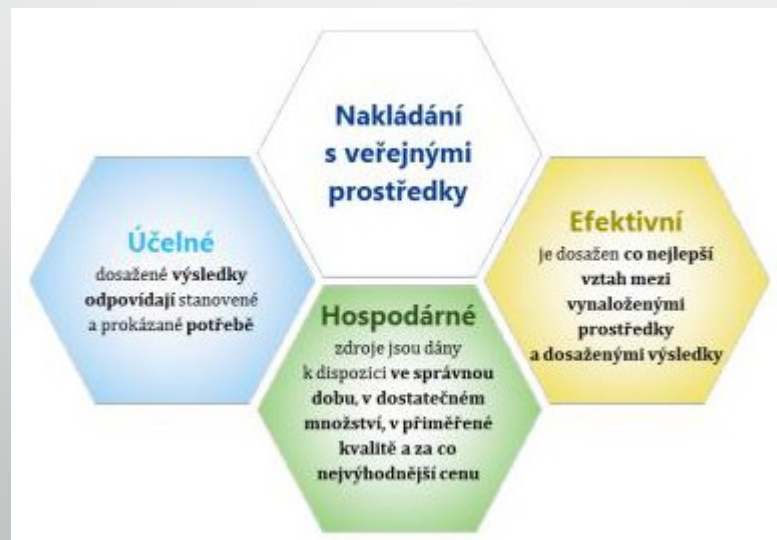 Nakládání
s veřejnými
prostředky
Účelné
dosažené výsledky
odpovídají stanovené
a prokázané potřebě
Hospodárné
zdroje jsou dány
k dispozici ve správnou
dobu, v dostatečném
množství, v přiměřené
kvalitě a za co
nejvýhodnější cenu
Efektivní
je dosažen co nejlepší
vztah mezi
vynaloženými
prostředky
a dosaženými výsledky